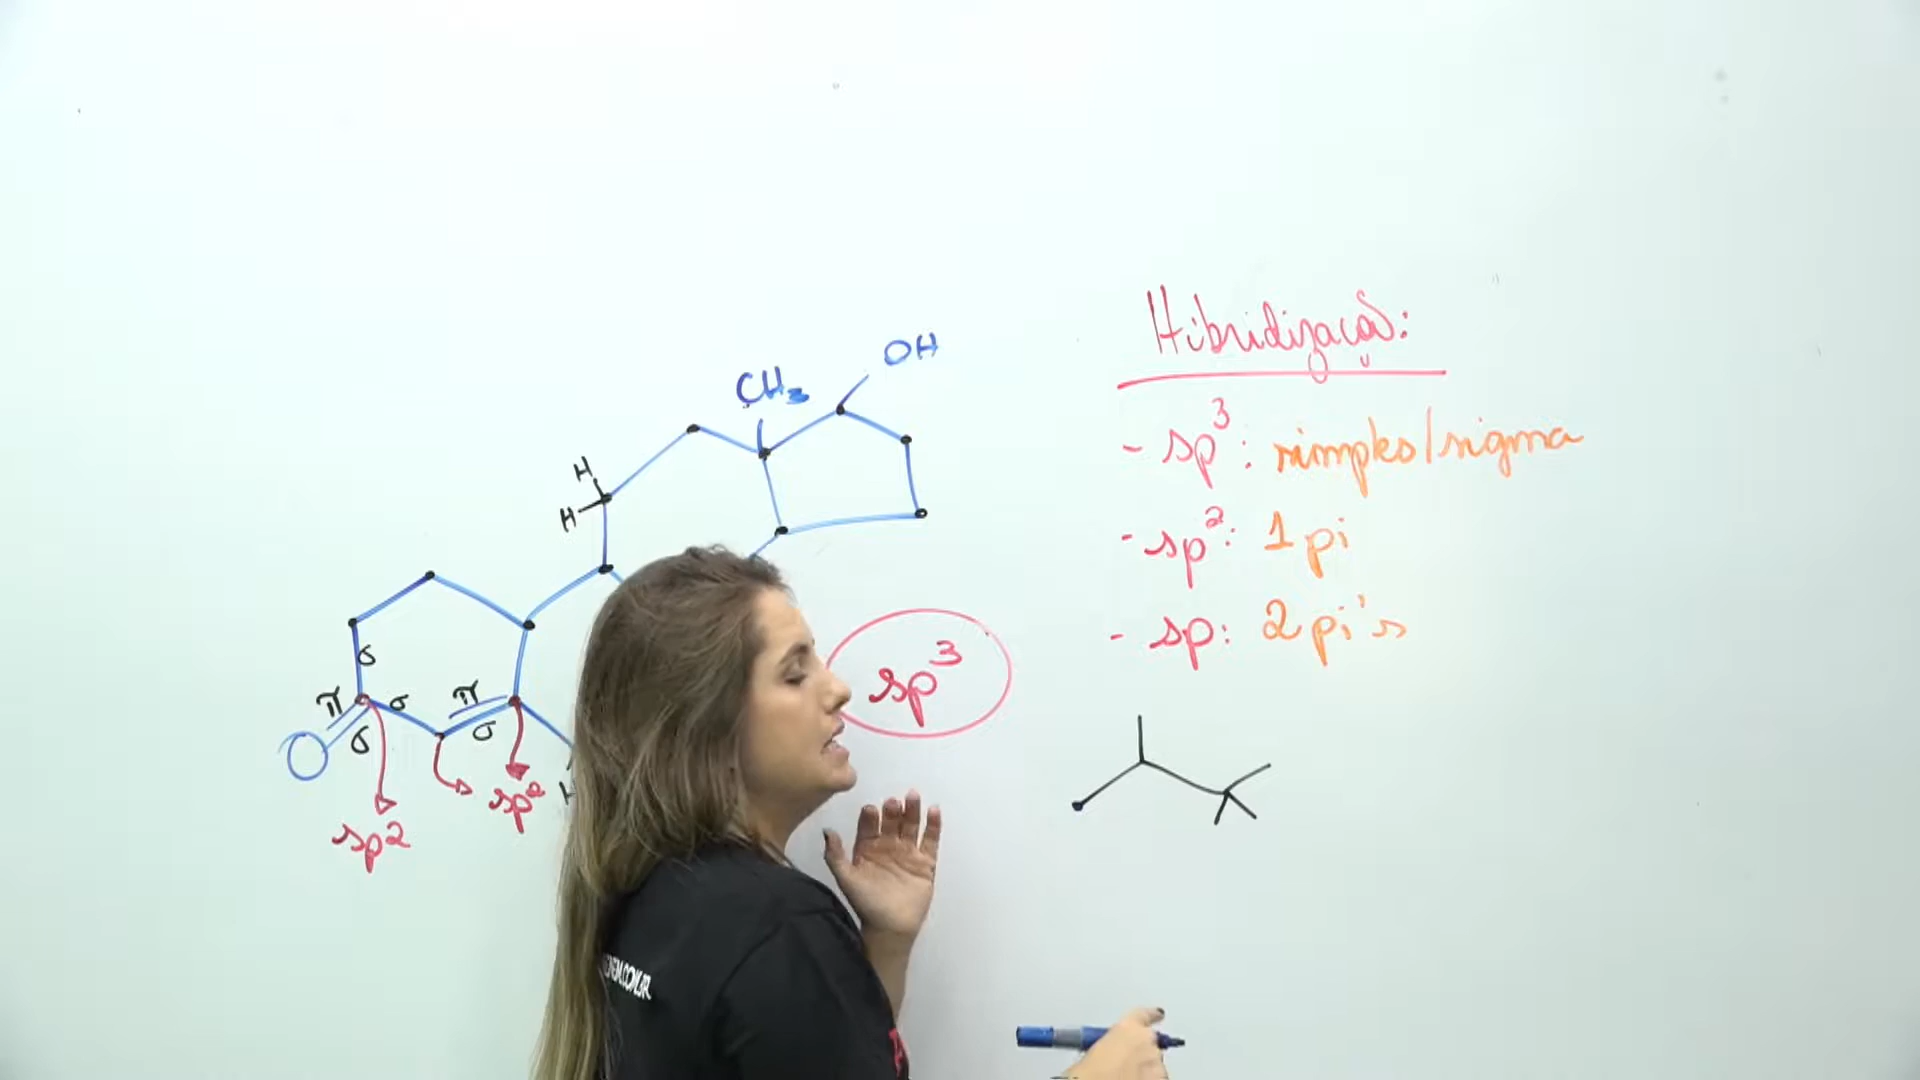 Hibridização:
- sp³: simples/sigma
- sp²: 1 pi
- sp: 2 pi's
OH
CH₃
H
H
σ
π σ π
σ σ
O
sp² H
sp2
sp³